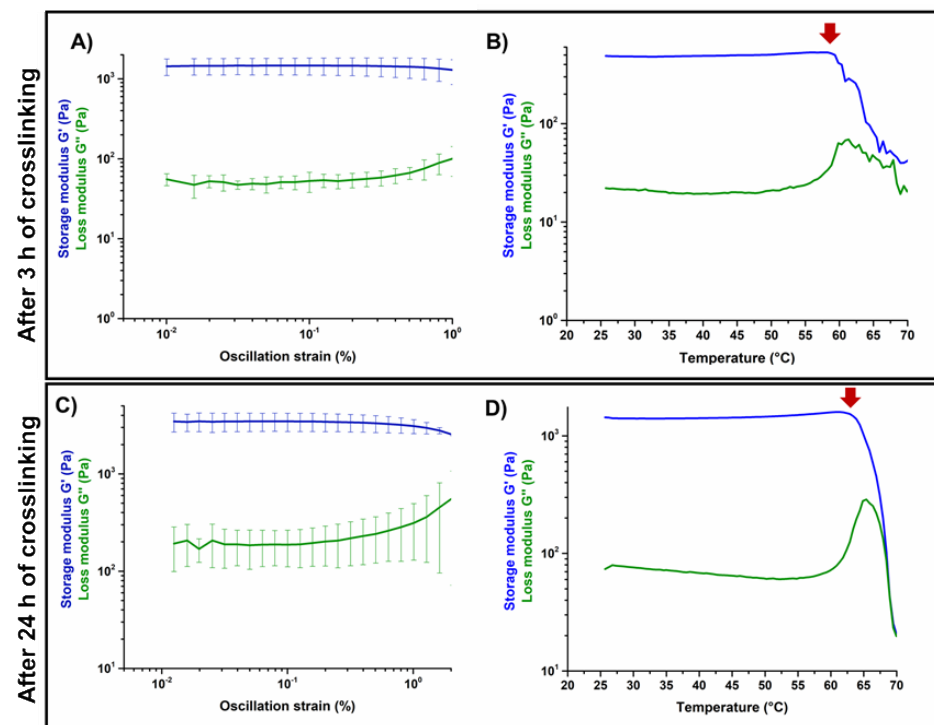 After 3 h of crosslinking
A)
Storage modulus G' (Pa)
Loss modulus G'' (Pa)
10³
10²
10¹
10⁰
10⁻² 10⁻¹ 10⁰
Oscillation strain (%)
B)
Storage modulus G' (Pa)
Loss modulus G'' (Pa)
10²
10¹
10⁰
20 25 30 35 40 45 50 55 60 65 70
Temperature (°C)
After 24 h of crosslinking
C)
Storage modulus G' (Pa)
Loss modulus G'' (Pa)
10³
10²
10¹
10⁻² 10⁻¹ 10⁰
Oscillation strain (%)
D)
Storage modulus G' (Pa)
Loss modulus G'' (Pa)
10³
10²
10¹
20 25 30 35 40 45 50 55 60 65 70
Temperature (°C)